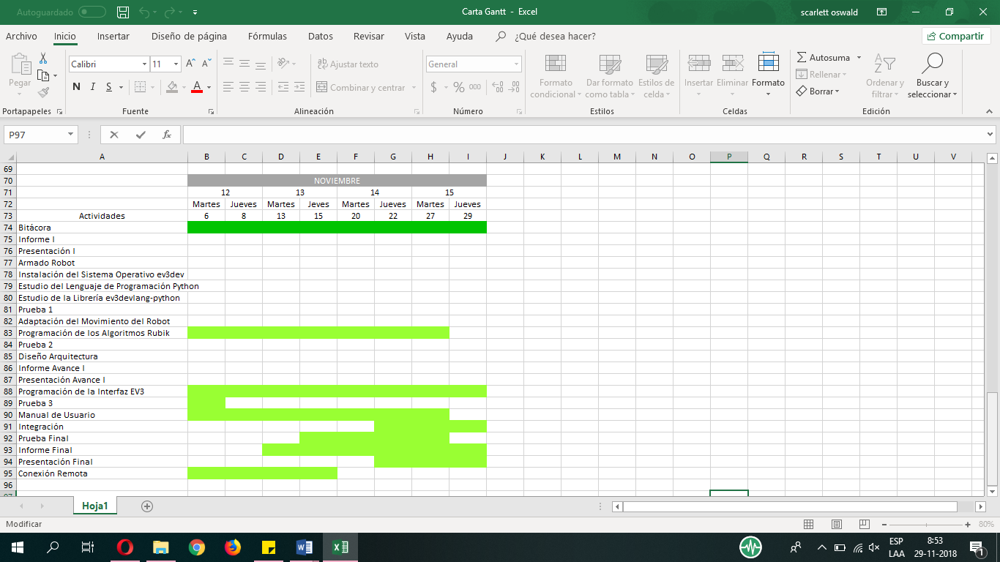 Autoguardado
Carta Gantt - Excel
scarlett oswald
Archivo Inicio Insertar Diseño de página Fórmulas Datos Revisar Vista Ayuda ¿Qué desea hacer? Compartir
Pegar
Calibri 11
N K S
A
Ajustar texto
Combinar y centrar
General
$ % 000
Formato condicional
Dar formato como tabla
Estilos de celda
Insertar Eliminar Formato
Autosuma
Rellenar
Borrar
Ordenar y filtrar
Buscar y seleccionar
Portapapeles Fuente Alineación Número Estilos Celdas Edición
P97 fx
A B C D E F G H I J K L M N O P Q R S T U V
69
70 NOVIEMBRE
71 12 13 14 15
72 Martes Jueves Martes Jeves Martes Jueves Martes Jueves
73 Actividades 6 8 13 15 20 22 27 29
74 Bitácora
75 Informe I
76 Presentación I
77 Armado Robot
78 Instalación del Sistema Operativo ev3dev
79 Estudio del Lenguaje de Programación Python
80 Estudio de la Librería ev3devlang-python
81 Prueba 1
82 Adaptación del Movimiento del Robot
83 Programación de los Algoritmos Rubik
84 Prueba 2
85 Diseño Arquitectura
86 Informe Avance I
87 Presentación Avance I
88 Programación de la Interfaz EV3
89 Prueba 3
90 Manual de Usuario
91 Integración
92 Prueba Final
93 Informe Final
94 Presentación Final
95 Conexión Remota
96
97
Hoja1
Modificar
80%
ESP
LAA
8:53
29-11-2018
1